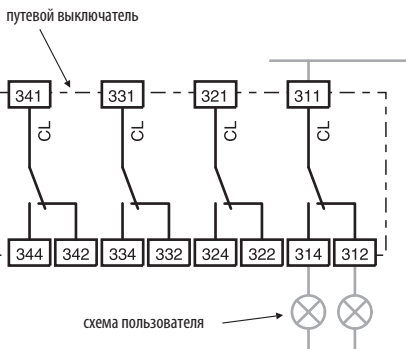 путевой выключатель
341 331 321 311
CL CL CL CL
344 342 334 332 324 322 314 312
схема пользователя